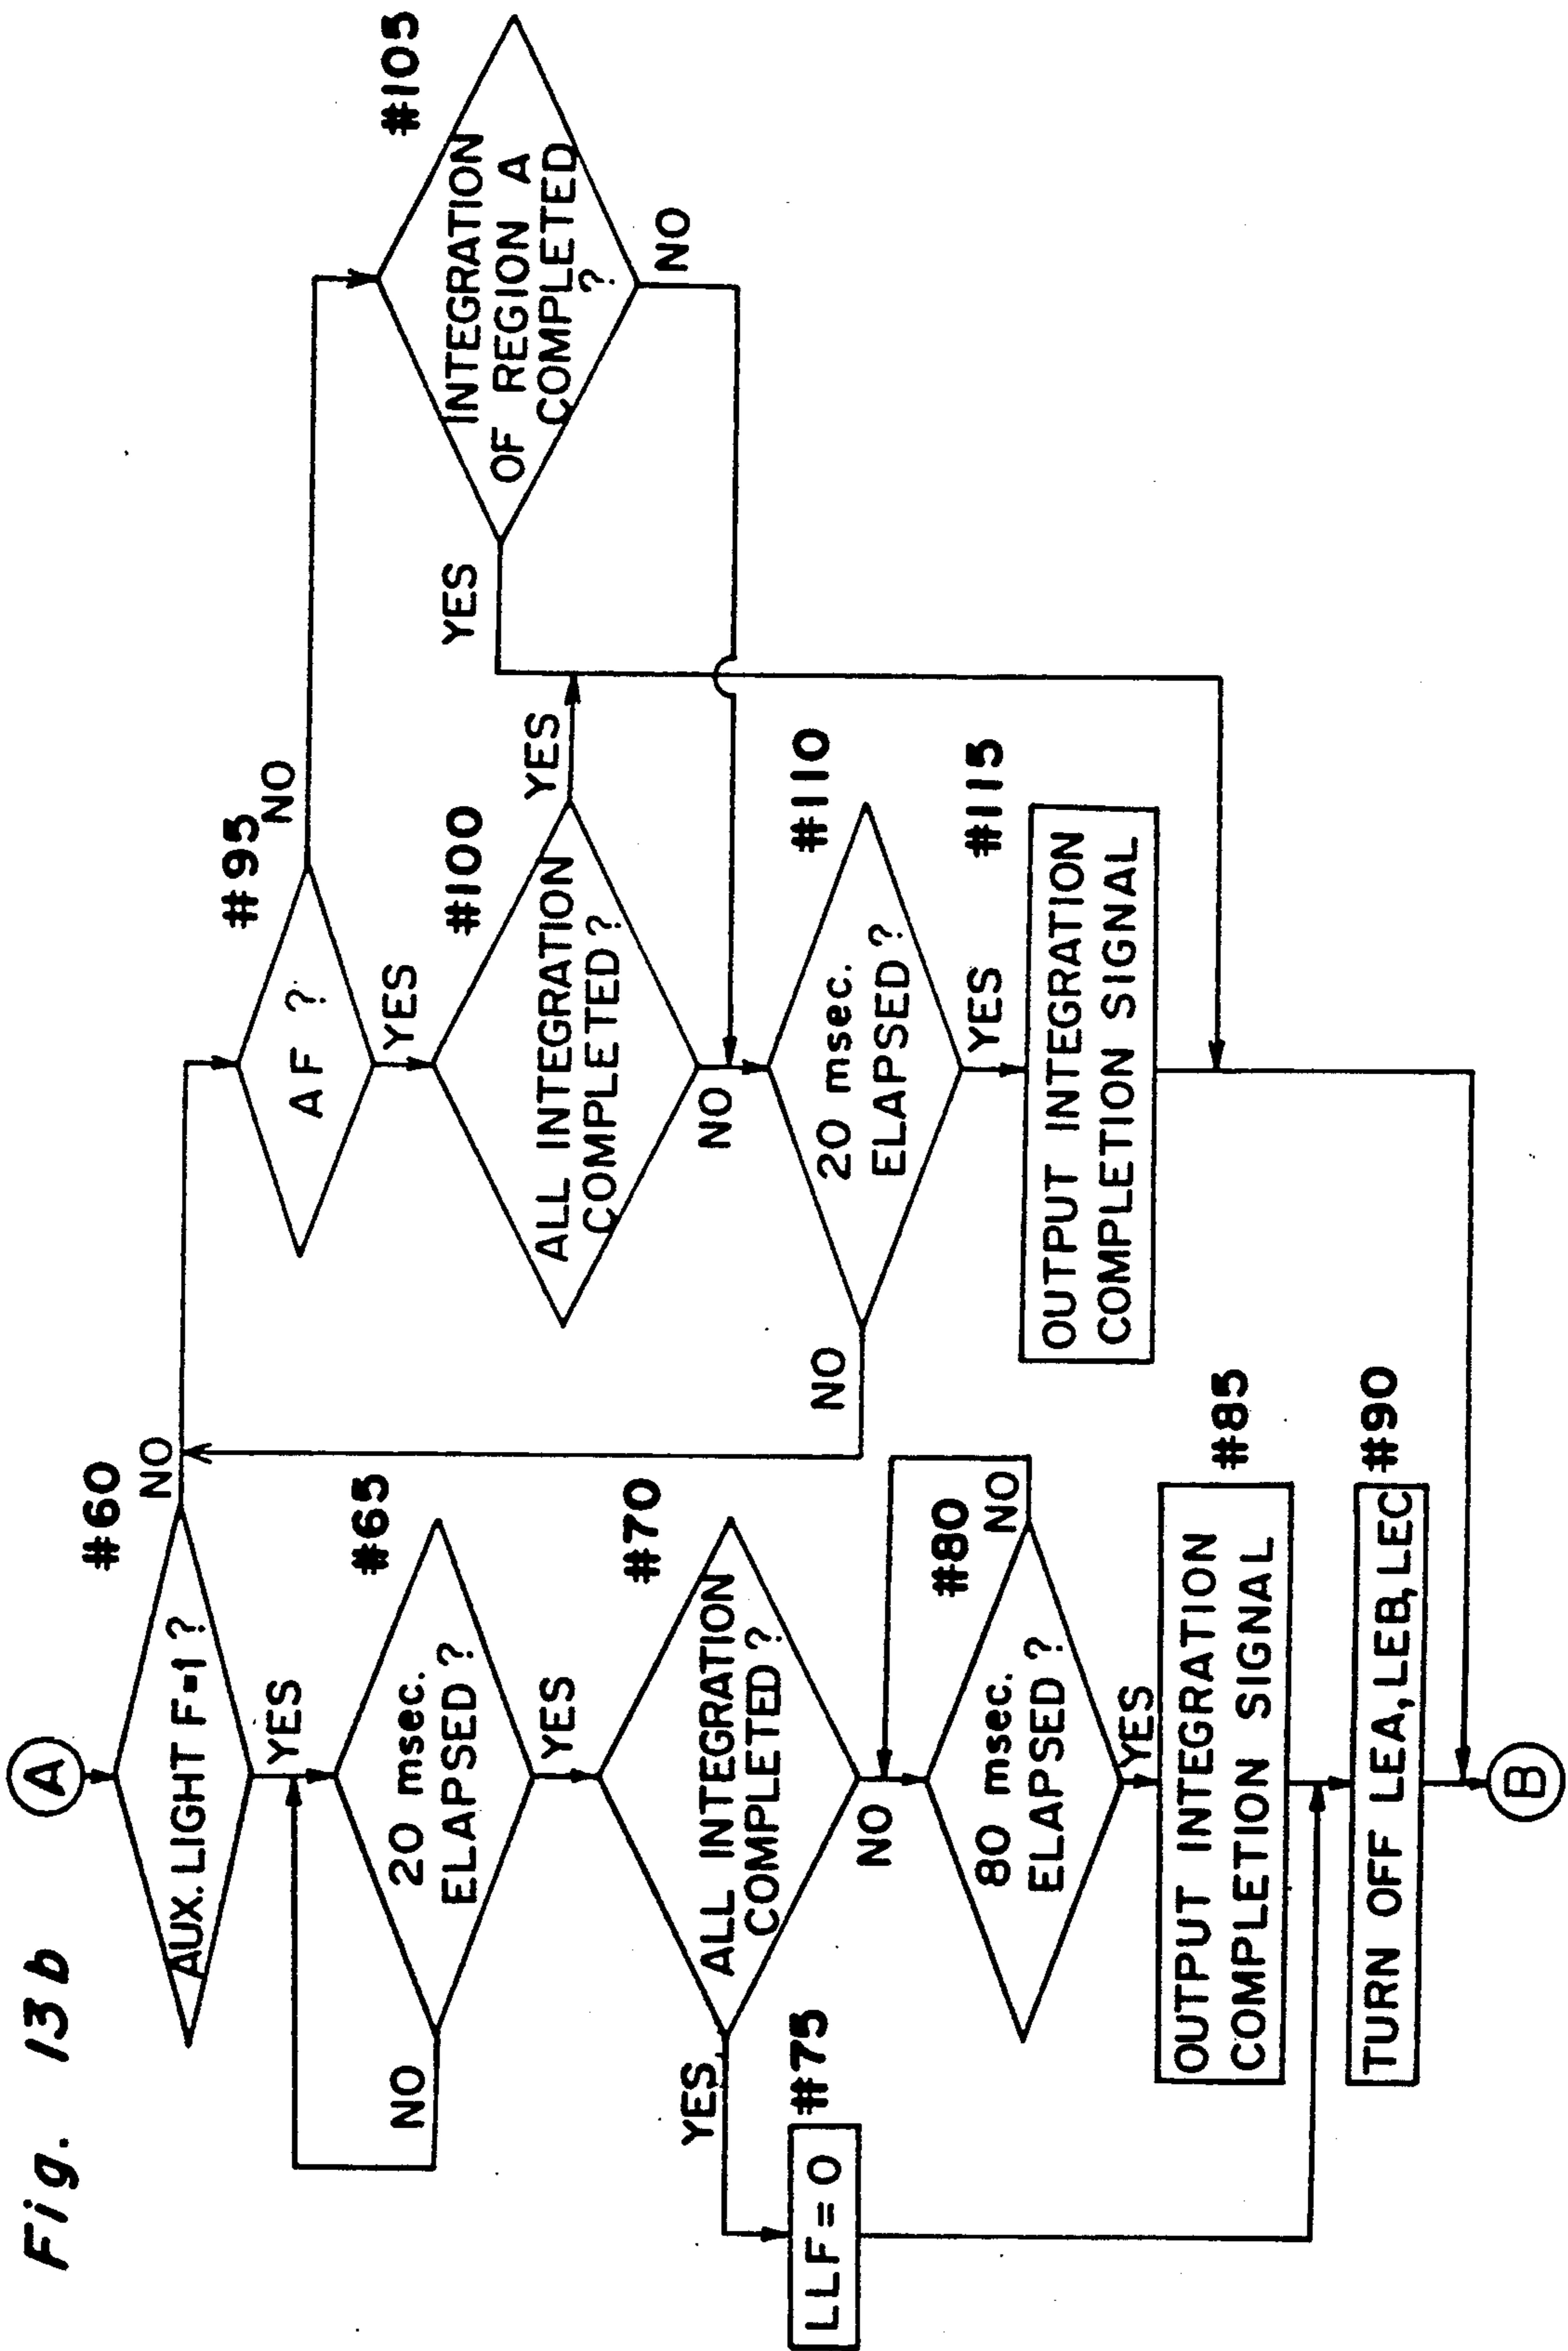 Fig. 13b
A
#60
AUX. LIGHT F=1 ?
NO
YES
#65
20 msec.
ELAPSED ?
NO
YES
#70
ALL INTEGRATION
COMPLETED ?
YES
NO
#75
LLF = 0
#80
80 msec.
ELAPSED ?
NO
YES
#85
OUTPUT INTEGRATION
COMPLETION SIGNAL
#90
TURN OFF LEA, LEB, LEC
B
#95
AF ?
NO
YES
#100
ALL INTEGRATION
COMPLETED ?
YES
NO
#105
INTEGRATION
OF REGION A
COMPLETED
?
YES
NO
#110
20 msec.
ELAPSED ?
NO
YES
#115
OUTPUT INTEGRATION
COMPLETION SIGNAL